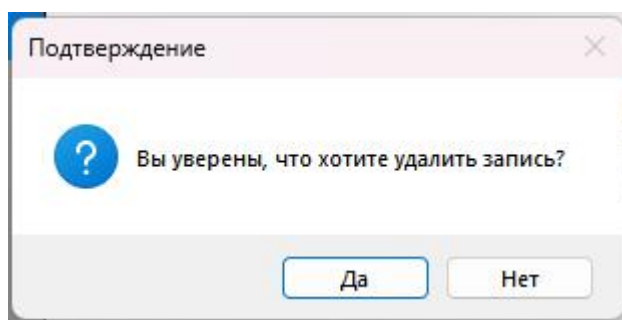 Подтверждение
Вы уверены, что хотите удалить запись?
Да
Нет